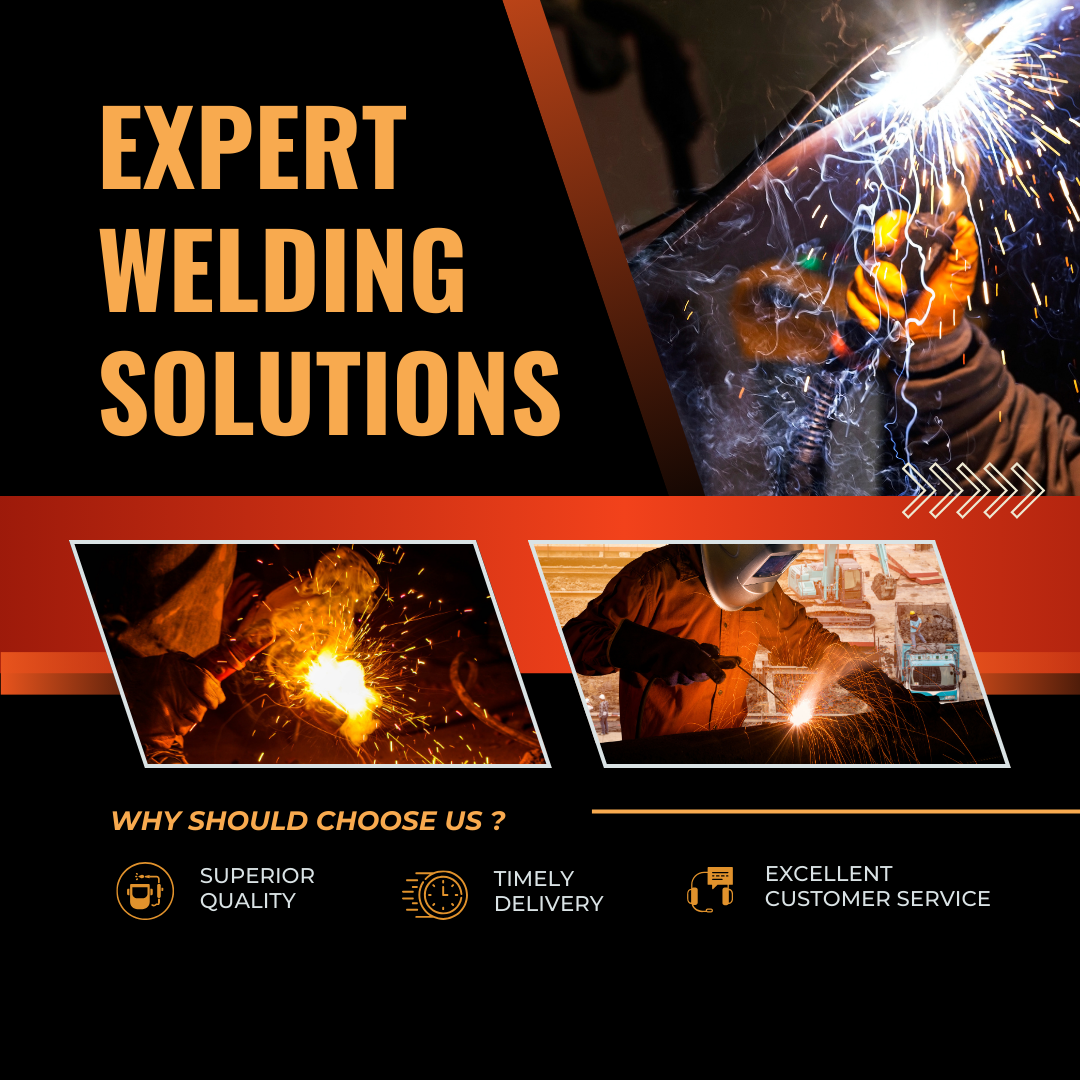 EXPERT
WELDING
SOLUTIONS
WHY SHOULD CHOOSE US ?
SUPERIOR
QUALITY
TIMELY
DELIVERY
EXCELLENT
CUSTOMER SERVICE